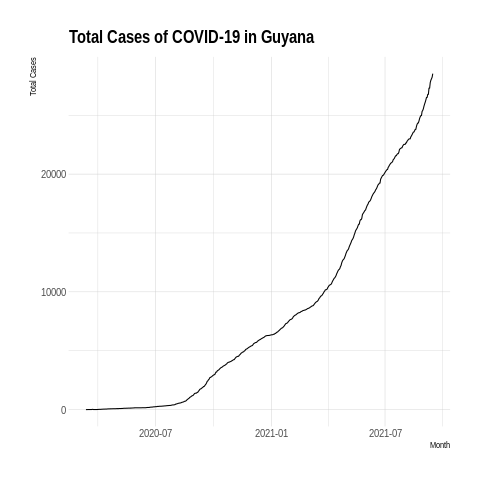 Total Cases of COVID-19 in Guyana
Total Cases
20000
10000
0
2020-07
2021-01
2021-07
Month